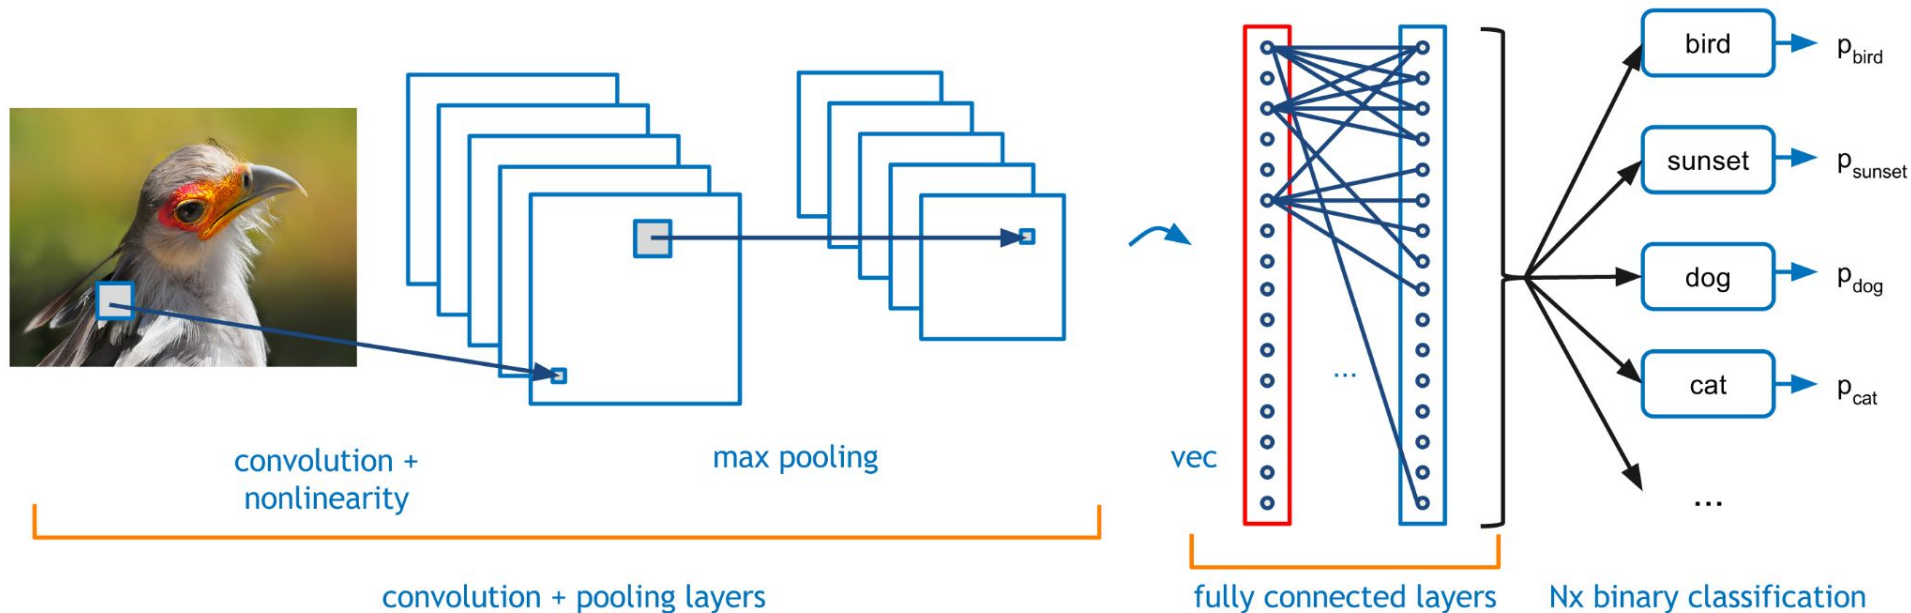 bird
p_bird
sunset
p_sunset
dog
p_dog
cat
p_cat
...
...
convolution +
nonlinearity
max pooling
vec
convolution + pooling layers
fully connected layers
Nx binary classification